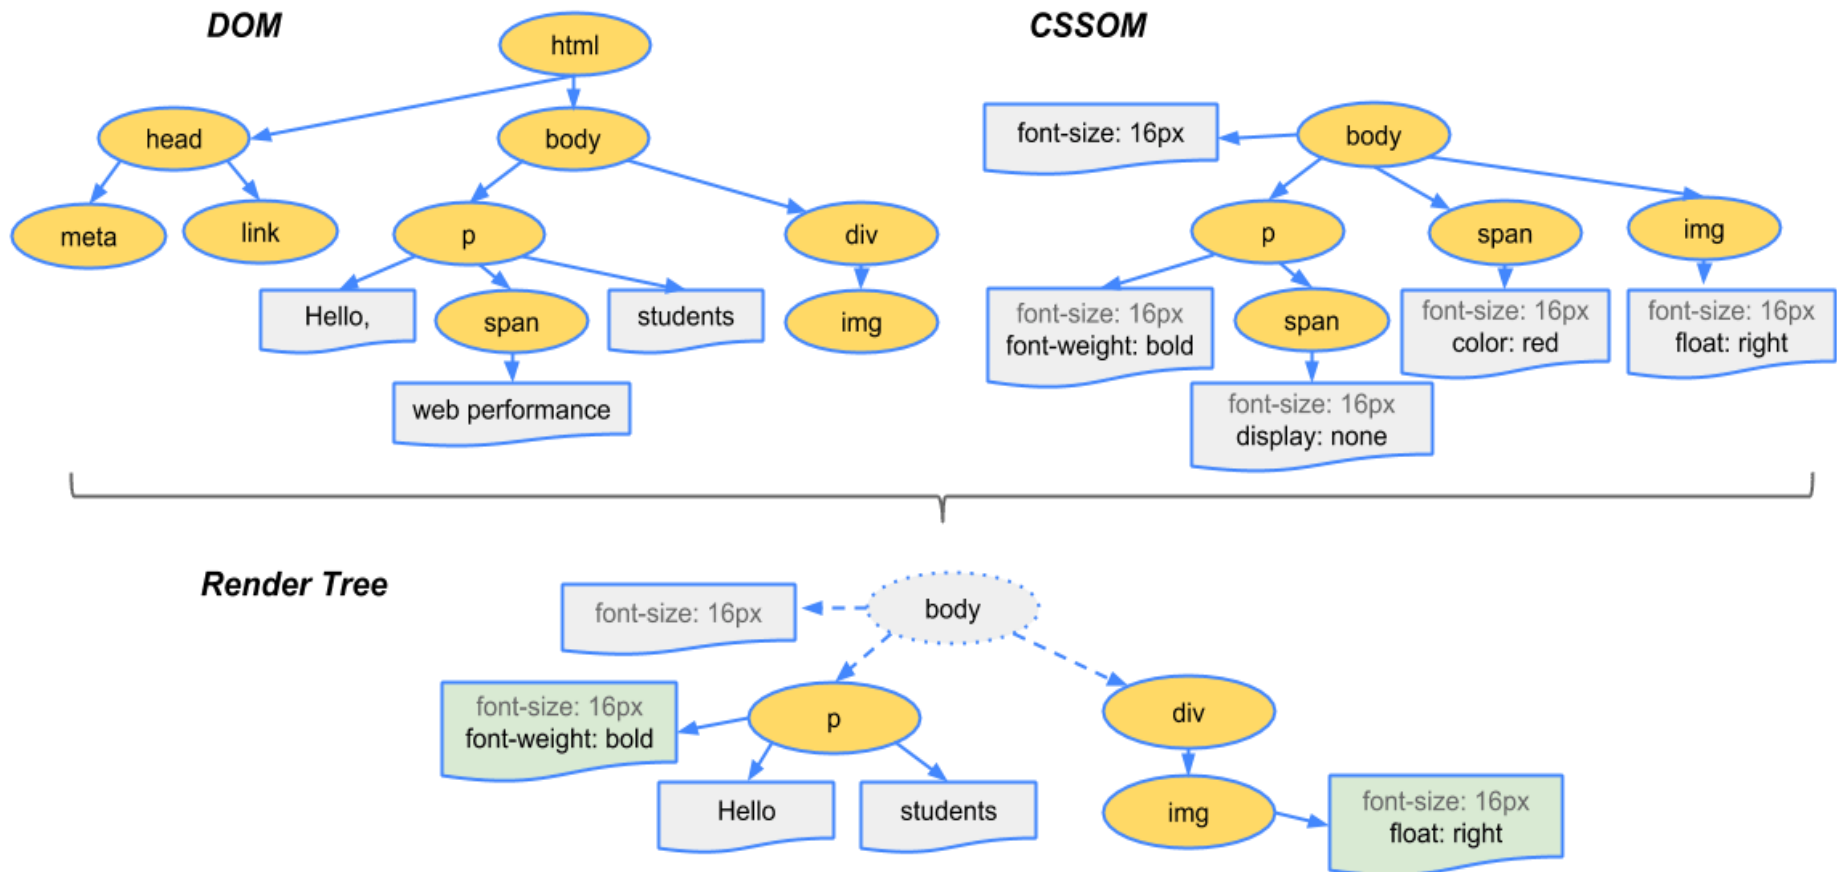 DOM
html
head
body
meta
link
p
div
Hello,
span
students
img
web performance
CSSOM
font-size: 16px
body
p
span
img
font-size: 16px
font-weight: bold
span
font-size: 16px
color: red
font-size: 16px
float: right
font-size: 16px
display: none
Render Tree
font-size: 16px
body
font-size: 16px
font-weight: bold
p
div
Hello
students
img
font-size: 16px
float: right